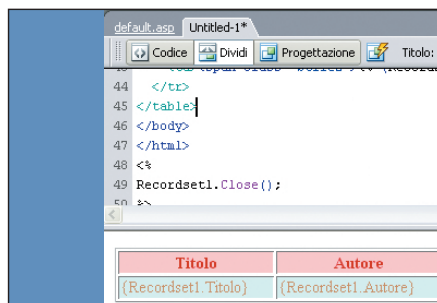 default.asp Untitled-1*
Codice Dividi Progettazione Titolo:
44 </tr>
45 </table>
46 </body>
47 </html>
48 <%
49 Recordset1.Close();
50 %>
Titolo Autore
{Recordset1.Titolo} {Recordset1.Autore}